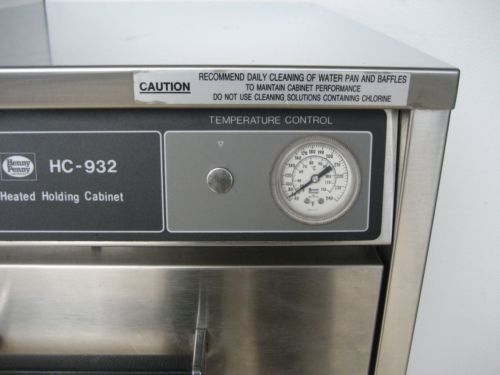 CAUTION
RECOMMEND DAILY CLEANING OF WATER PAN AND BAFFLES
TO MAINTAIN CABINET PERFORMANCE
DO NOT USE CLEANING SOLUTIONS CONTAINING CHLORINE
TEMPERATURE CONTROL
Henny Penny
HC-932
Heated Holding Cabinet
°C
°F